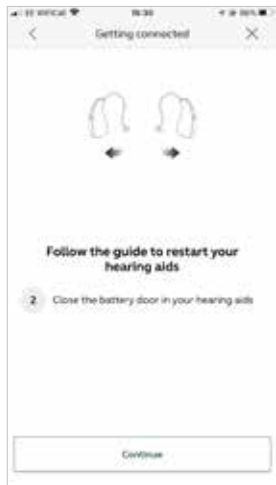 Getting connected
Follow the guide to restart your
hearing aids
2 Close the battery door in your hearing aids
Continue